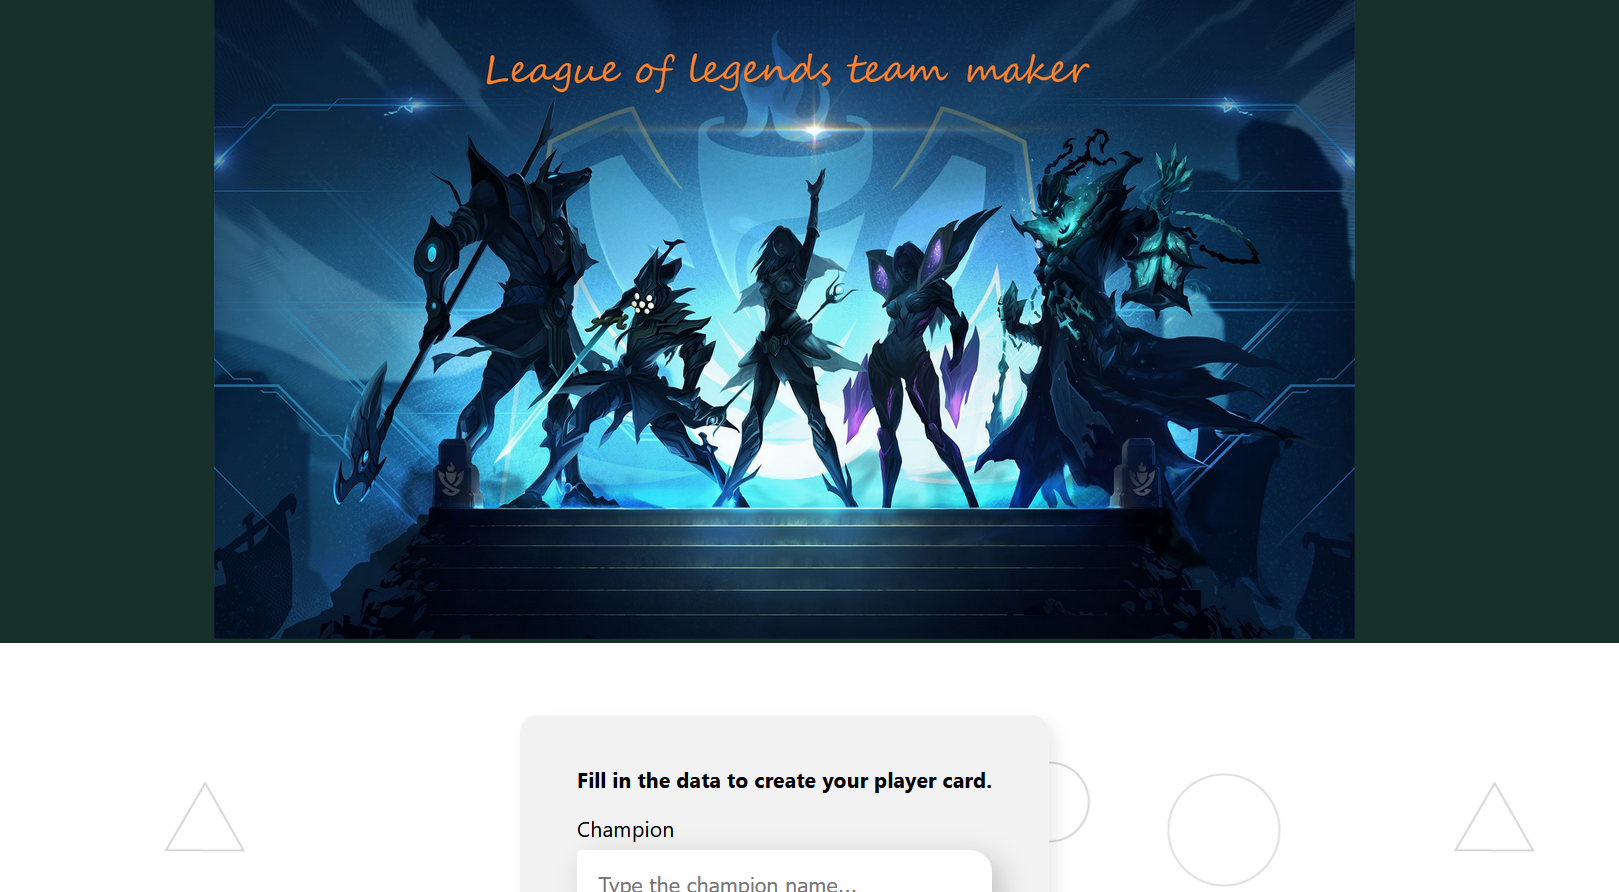 League of legends team maker
Fill in the data to create your player card.
Champion
Type the champion name...